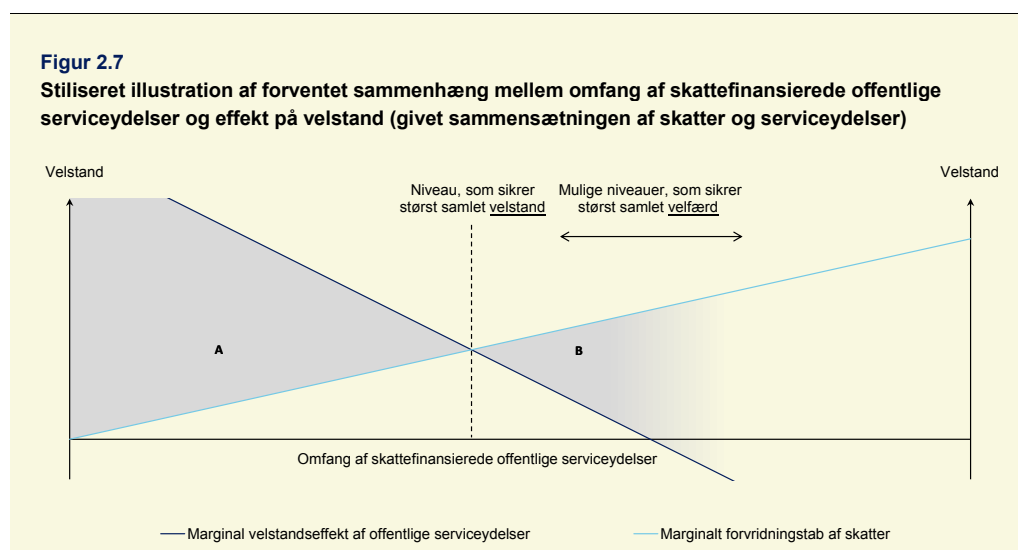 Figur 2.7
Stiliseret illustration af forventet sammenhæng mellem omfang af skattefinansierede offentlige
serviceydelser og effekt på velstand (givet sammensætningen af skatter og serviceydelser)
Velstand
Velstand
Niveau, som sikrer
størst samlet velstand
Mulige niveauer, som sikrer
størst samlet velfærd
A
B
Omfang af skattefinansierede offentlige serviceydelser
Marginal velstandseffekt af offentlige serviceydelser
Marginalt forvridningstab af skatter